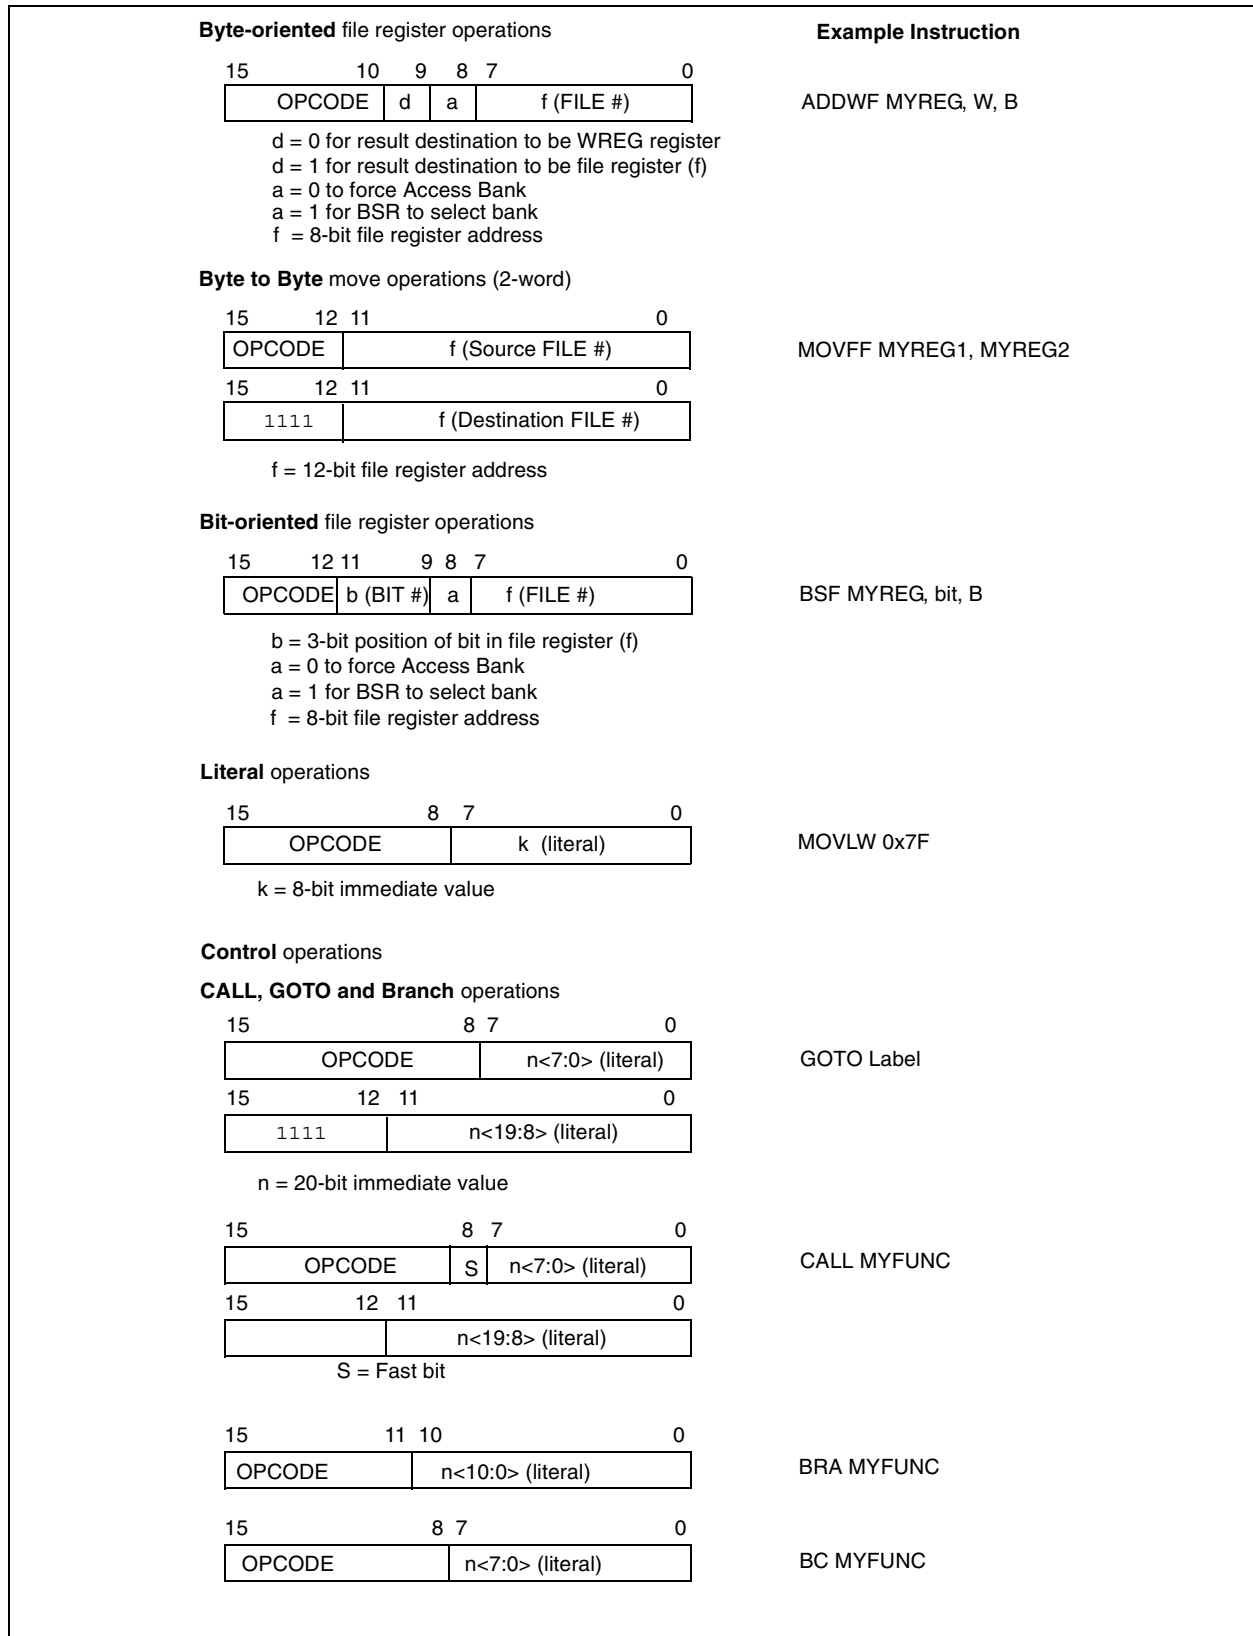 Byte-oriented file register operations Example Instruction
15 10 9 8 7 0
OPCODE d a f (FILE #) ADDWF MYREG, W, B
d = 0 for result destination to be WREG register
d = 1 for result destination to be file register (f)
a = 0 to force Access Bank
a = 1 for BSR to select bank
f = 8-bit file register address
Byte to Byte move operations (2-word)
15 12 11 0
OPCODE f (Source FILE #) MOVFF MYREG1, MYREG2
15 12 11 0
1111 f (Destination FILE #)
f = 12-bit file register address
Bit-oriented file register operations
15 12 11 9 8 7 0
OPCODE b (BIT #) a f (FILE #) BSF MYREG, bit, B
b = 3-bit position of bit in file register (f)
a = 0 to force Access Bank
a = 1 for BSR to select bank
f = 8-bit file register address
Literal operations
15 8 7 0
OPCODE k (literal) MOVLW 0x7F
k = 8-bit immediate value
Control operations
CALL, GOTO and Branch operations
15 8 7 0
OPCODE n<7:0> (literal) GOTO Label
15 12 11 0
1111 n<19:8> (literal)
n = 20-bit immediate value
15 8 7 0
OPCODE S n<7:0> (literal) CALL MYFUNC
15 12 11 0
n<19:8> (literal)
S = Fast bit
15 11 10 0
OPCODE n<10:0> (literal) BRA MYFUNC
15 8 7 0
OPCODE n<7:0> (literal) BC MYFUNC